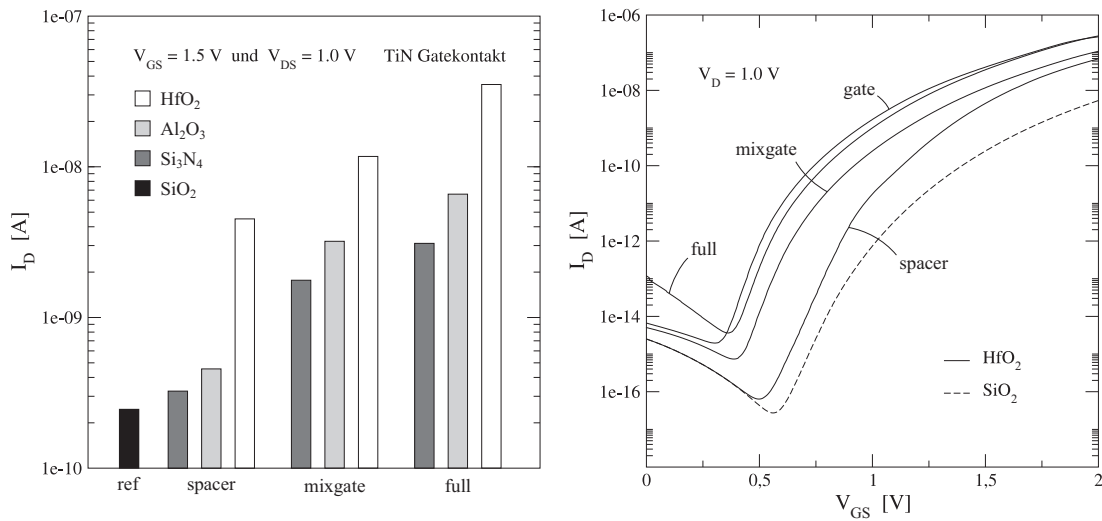 1e-07
V_GS = 1.5 V und V_DS = 1.0 V TiN Gatekontakt
HfO₂
Al₂O₃
Si₃N₄
SiO₂
1e-08
I_D [A]
1e-09
1e-10
ref spacer mixgate full
1e-06
V_D = 1.0 V
gate
1e-08
mixgate
1e-10
I_D [A]
1e-12
full
spacer
1e-14
HfO₂
1e-16
SiO₂
0 0,5 1 1,5 2
V_GS [V]